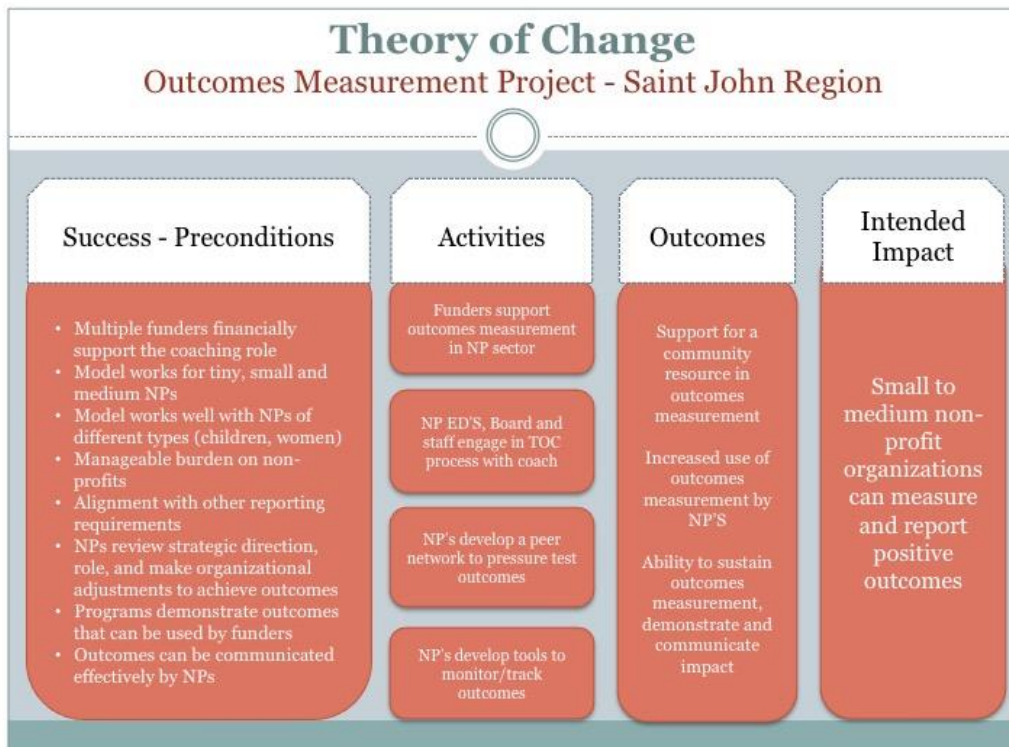 Theory of Change
Outcomes Measurement Project - Saint John Region
Success - Preconditions
• Multiple funders financially
support the coaching role
• Model works for tiny, small and
medium NPs
• Model works well with NPs of
different types (children, women)
• Manageable burden on non-
profits
• Alignment with other reporting
requirements
• NPs review strategic direction,
role, and make organizational
adjustments to achieve outcomes
• Programs demonstrate outcomes
that can be used by funders
• Outcomes can be communicated
effectively by NPs
Activities
Funders support
outcomes measurement
in NP sector
NP ED'S, Board and
staff engage in TOC
process with coach
NP's develop a peer
network to pressure test
outcomes
NP's develop tools to
monitor/track
outcomes
Outcomes
Support for a
community
resource in
outcomes
measurement
Increased use of
outcomes
measurement by
NP'S
Ability to sustain
outcomes
measurement,
demonstrate and
communicate
impact
Intended
Impact
Small to
medium non-
profit
organizations
can measure
and report
positive
outcomes